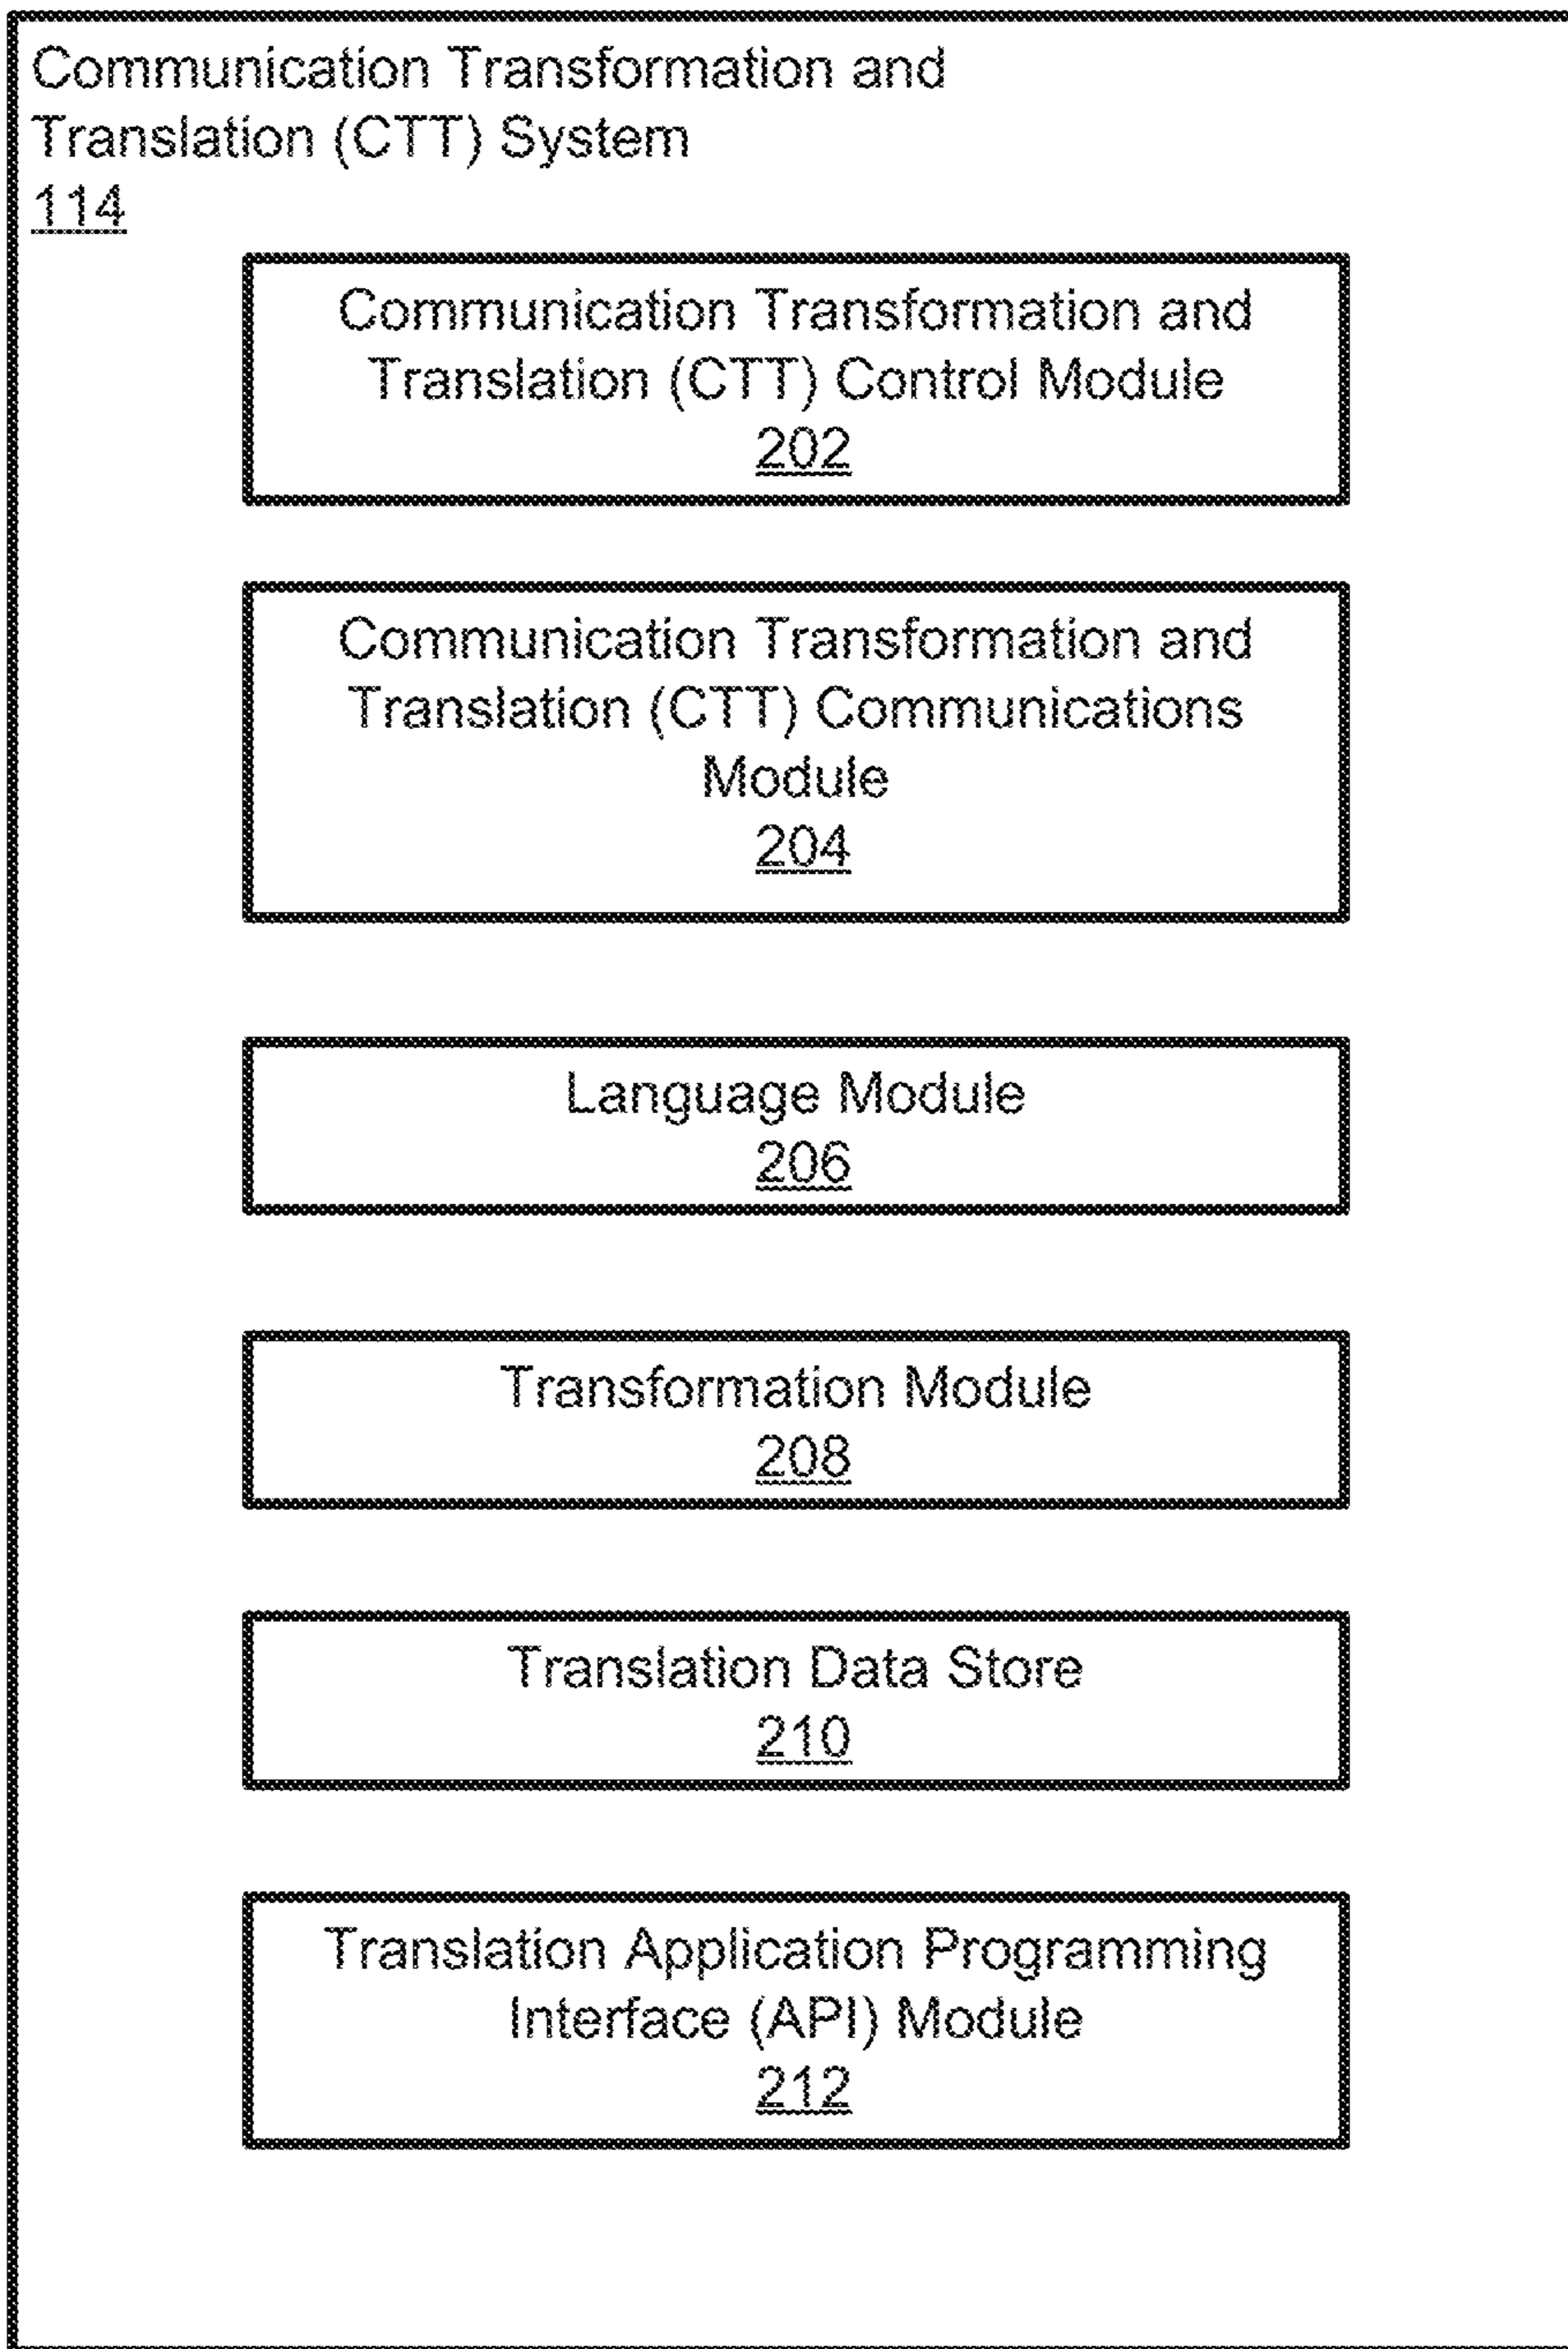 Communication Transformation and
Translation (CTT) System
114
Communication Transformation and
Translation (CTT) Control Module
202
Communication Transformation and
Translation (CTT) Communications
Module
204
Language Module
206
Transformation Module
208
Translation Data Store
210
Translation Application Programming
Interface (API) Module
212